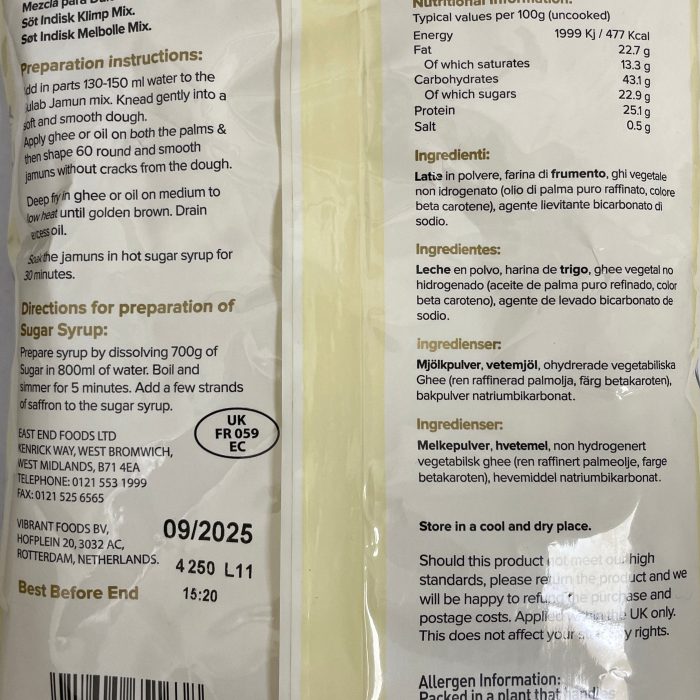 Mezcla para
Söt Indisk Klimp Mix.
Søt Indisk Melbolle Mix.
Preparation instructions:
dd in parts 130-150 ml water to the
ulab Jamun mix. Knead gently into a
soft and smooth dough.
Apply ghee or oil on both the palms &
then shape 60 round and smooth
jamuns without cracks from the dough.
Deep fry in ghee or oil on medium to
low heat until golden brown. Drain
excess oil.
Soak the jamuns in hot sugar syrup for
30 minutes.
Directions for preparation of
Sugar Syrup:
Prepare syrup by dissolving 700g of
Sugar in 800ml of water. Boil and
simmer for 5 minutes. Add a few strands
of saffron to the sugar syrup.
UK
FR 059
EC
EAST END FOODS LTD
KENRICK WAY, WEST BROMWICH,
WEST MIDLANDS, B71 4EA
TELEPHONE: 0121 553 1999
FAX: 0121 525 6565
VIBRANT FOODS BV,
HOFPLEIN 20, 3032 AC,
ROTTERDAM, NETHERLANDS.
09/2025
4 250 L11
Best Before End 15:20
Nutritional Information:
Typical values per 100g (uncooked)
Energy 1999 Kj / 477 Kcal
Fat 22.7 g
Of which saturates 13.3 g
Carbohydrates 43.1 g
Of which sugars 22.9 g
Protein 25.1 g
Salt 0.5 g
Ingredienti:
Latte in polvere, farina di frumento, ghi vegetale
non idrogenato (olio di palma puro raffinato, colore
beta carotene), agente lievitante bicarbonato di
sodio.
Ingredientes:
Leche en polvo, harina de trigo, ghee vegetal no
hidrogenado (aceite de palma puro refinado, color
beta caroteno), agente de levado bicarbonato de
sodio.
ingredienser:
Mjölkpulver, vetemjöl, ohydrerade vegetabiliska
Ghee (ren raffinerad palmolja, färg betakaroten),
bakpulver natriumbikarbonat.
Ingredienser:
Melkepulver, hvetemel, non hydrogenert
vegetabilsk ghee (ren raffinert palmeolje, farge
betakaroten), hevemiddel natriumbikarbonat.
Store in a cool and dry place.
Should this product not meet our high
standards, please return the product and we
will be happy to refund the purchase and
postage costs. Applied within the UK only.
This does not affect your statutory rights.
Allergen Information:
Packed in a plant that handles